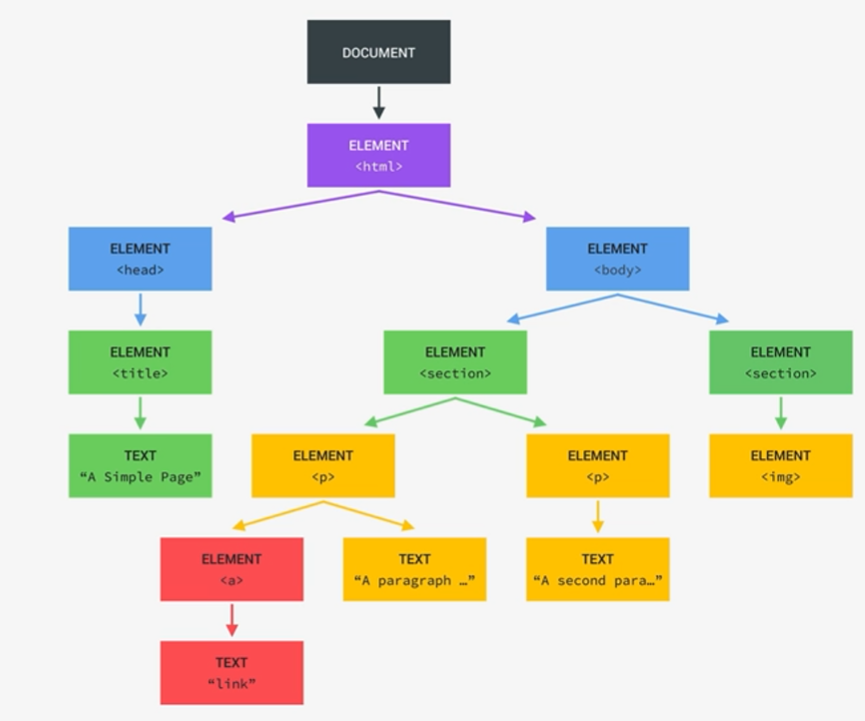 DOCUMENT
ELEMENT
<html>
ELEMENT
<head>
ELEMENT
<body>
ELEMENT
<title>
ELEMENT
<section>
ELEMENT
<section>
TEXT
“A Simple Page”
ELEMENT
<p>
ELEMENT
<p>
ELEMENT
<img>
ELEMENT
<a>
TEXT
“A paragraph …”
TEXT
“A second para…”
TEXT
“link”